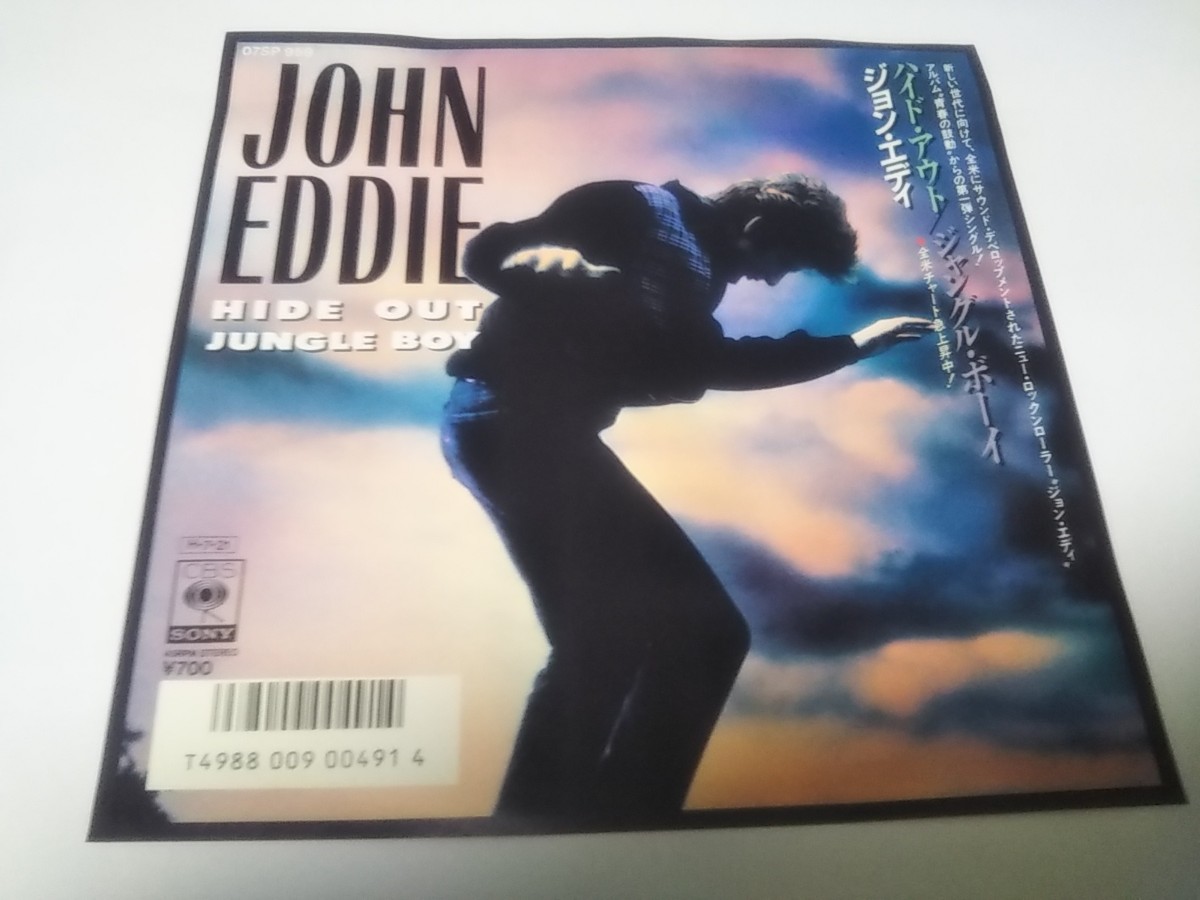 07SP 959
JOHN
EDDIE
HIDE OUT
JUNGLE BOY
新しい世代に向けて、全米にサウンド・デベロップメントされたニュー・ロックンローラー"ジョン・エディ"
アルバム"青春の鼓動"からの第一弾シングル!
ハイド・アウト/ジャングル・ボーイ
ジョン・エディ
全米チャート急上昇中!
CBS
SONY
45RPM STEREO
¥700
T4988 009 00491 4